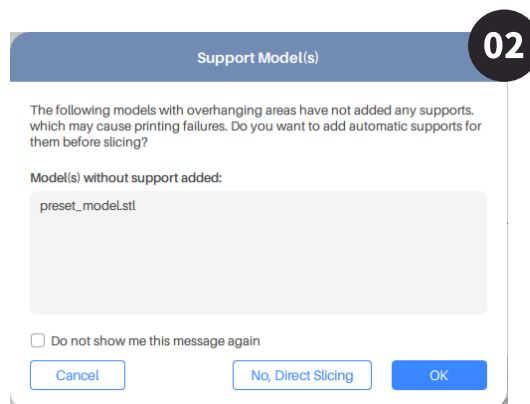 02
Support Model(s)
The following models with overhanging areas have not added any supports.
which may cause printing failures. Do you want to add automatic supports for
them before slicing?
Model(s) without support added:
preset_model.stl
Do not show me this message again
Cancel
No, Direct Slicing
OK